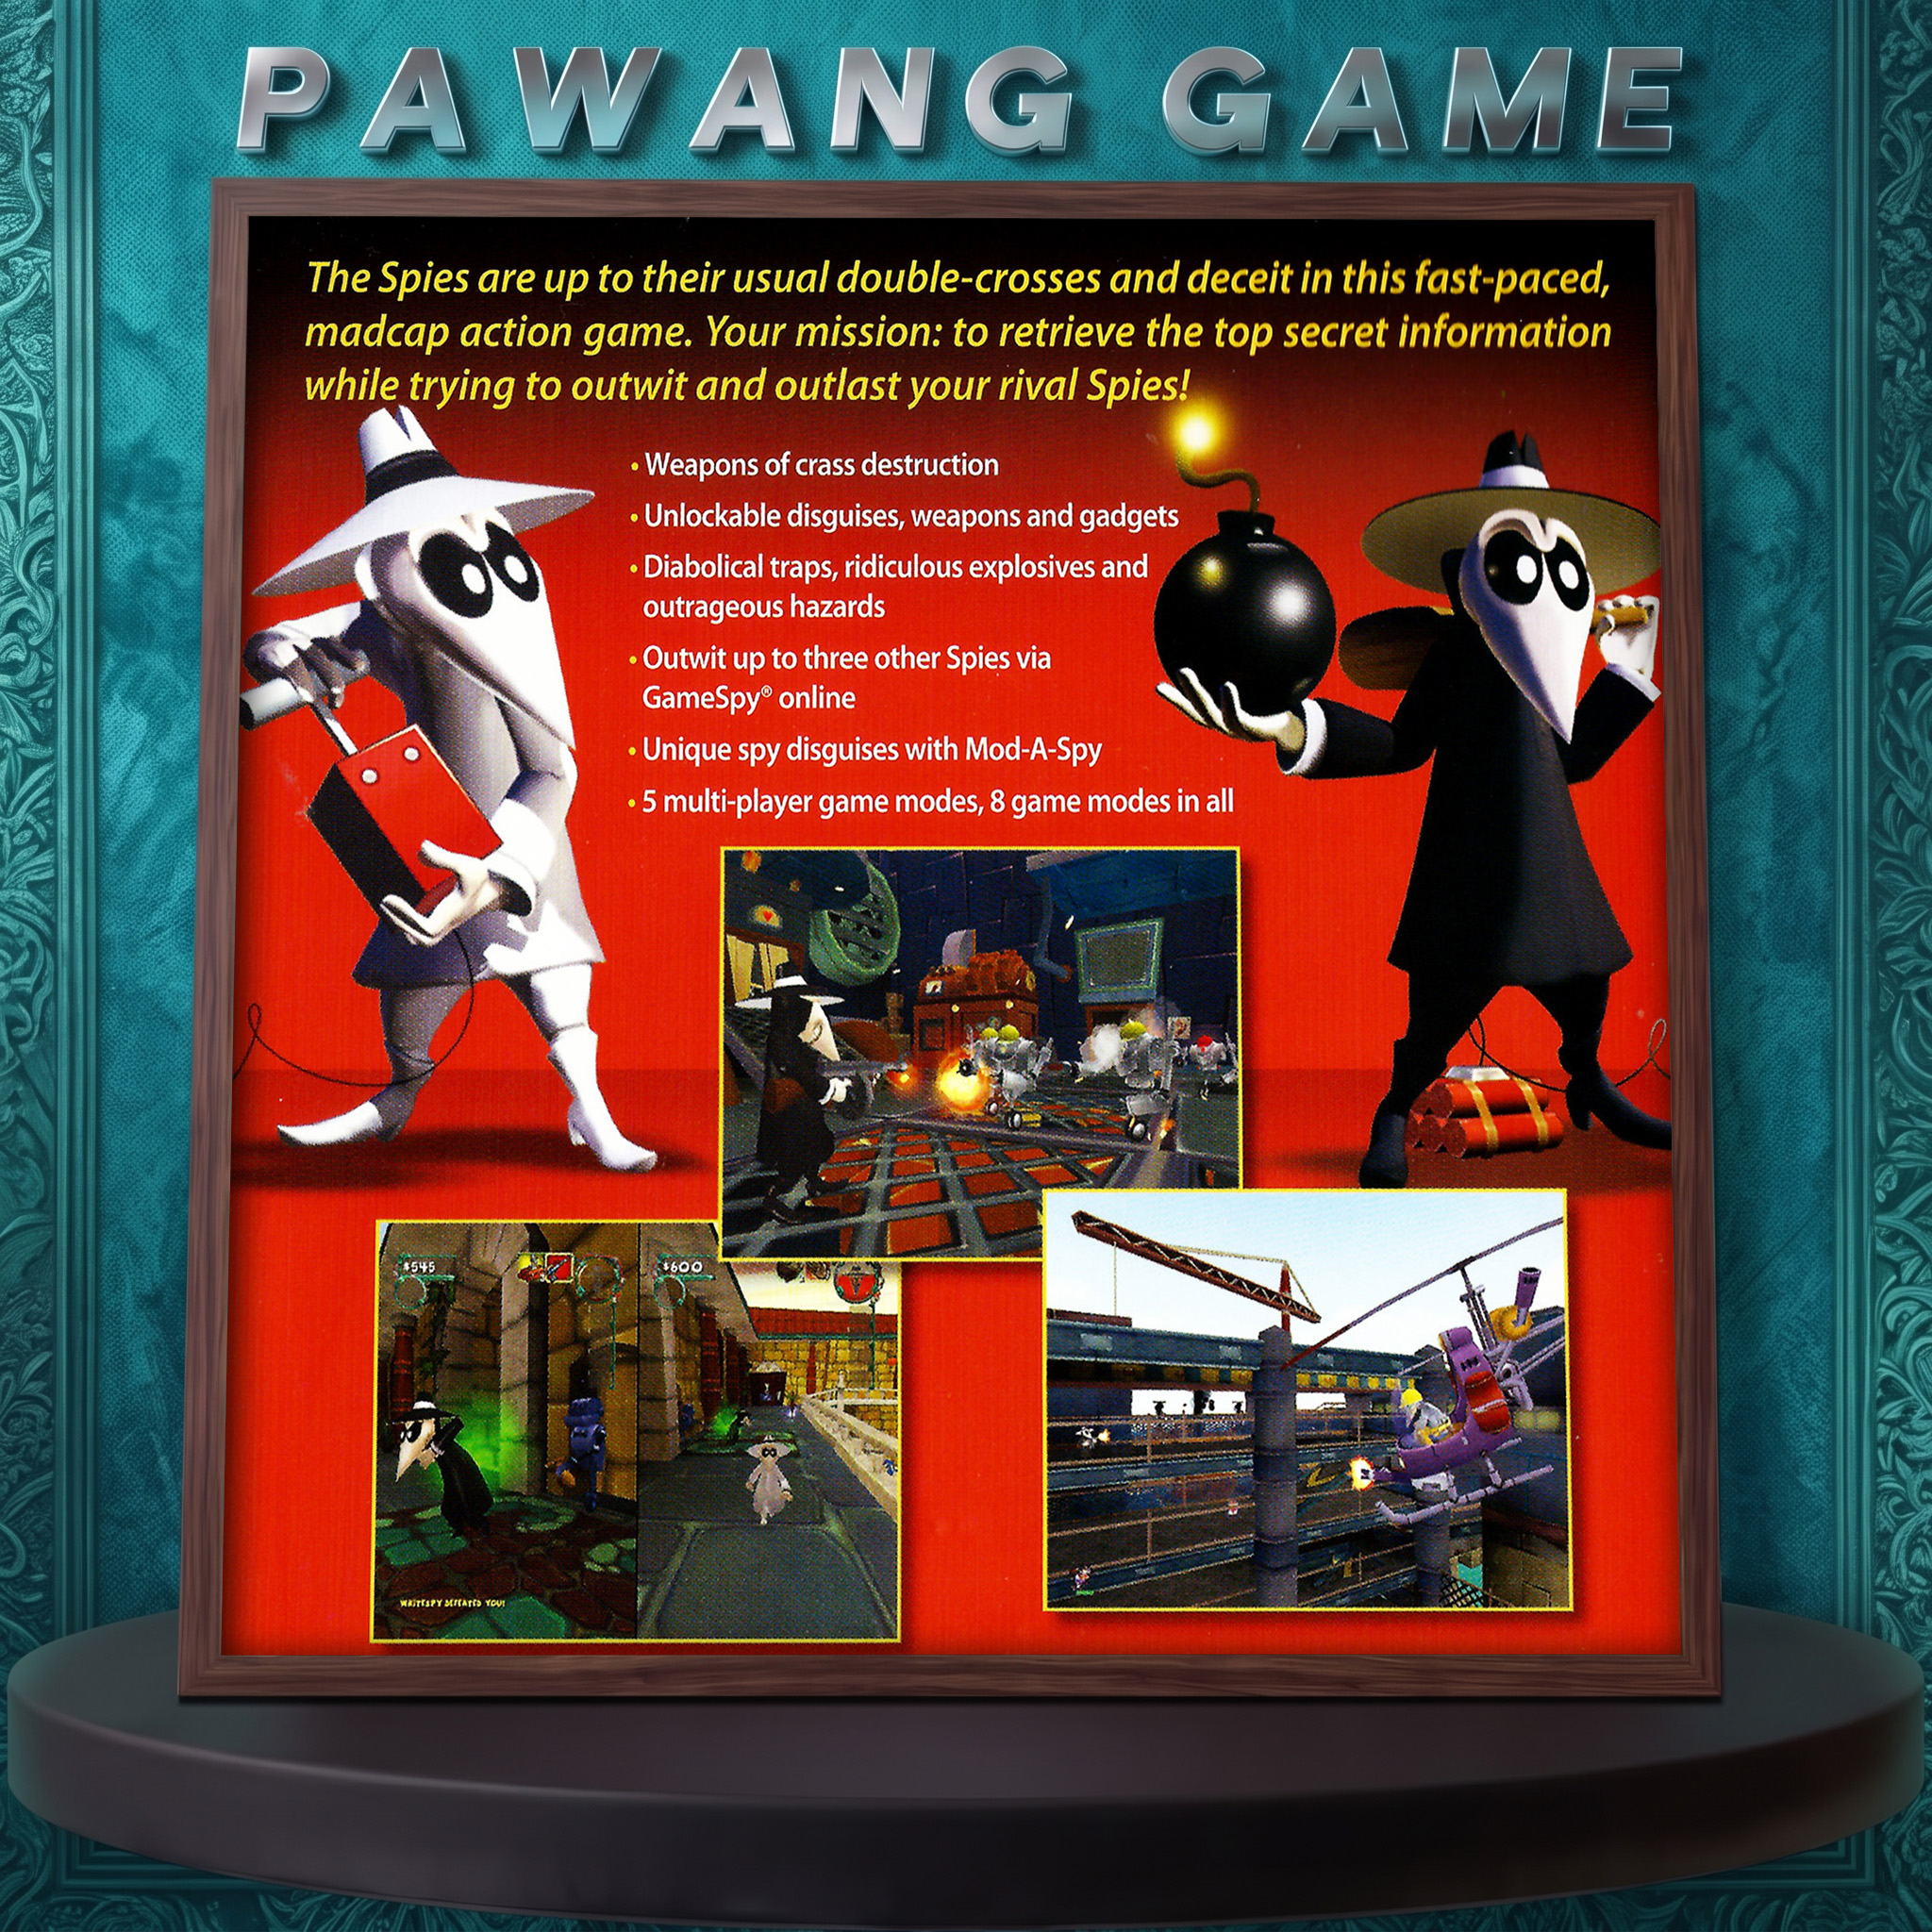 PAWANG GAME
The Spies are up to their usual double-crosses and deceit in this fast-paced,
madcap action game. Your mission: to retrieve the top secret information
while trying to outwit and outlast your rival Spies!
• Weapons of crass destruction
• Unlockable disguises, weapons and gadgets
• Diabolical traps, ridiculous explosives and
outrageous hazards
• Outwit up to three other Spies via
GameSpy® online
• Unique spy disguises with Mod-A-Spy
• 5 multi-player game modes, 8 game modes in all
$545
$600
WHITESPY DEFEATED YOU!